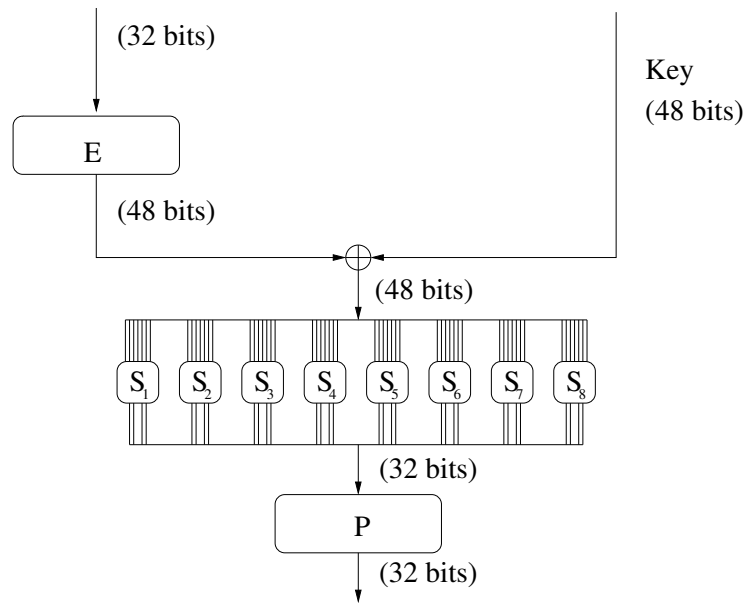 (32 bits)
Key
(48 bits)
E
(48 bits)
(48 bits)
S₁ S₂ S₃ S₄ S₅ S₆ S₇ S₈
(32 bits)
P
(32 bits)